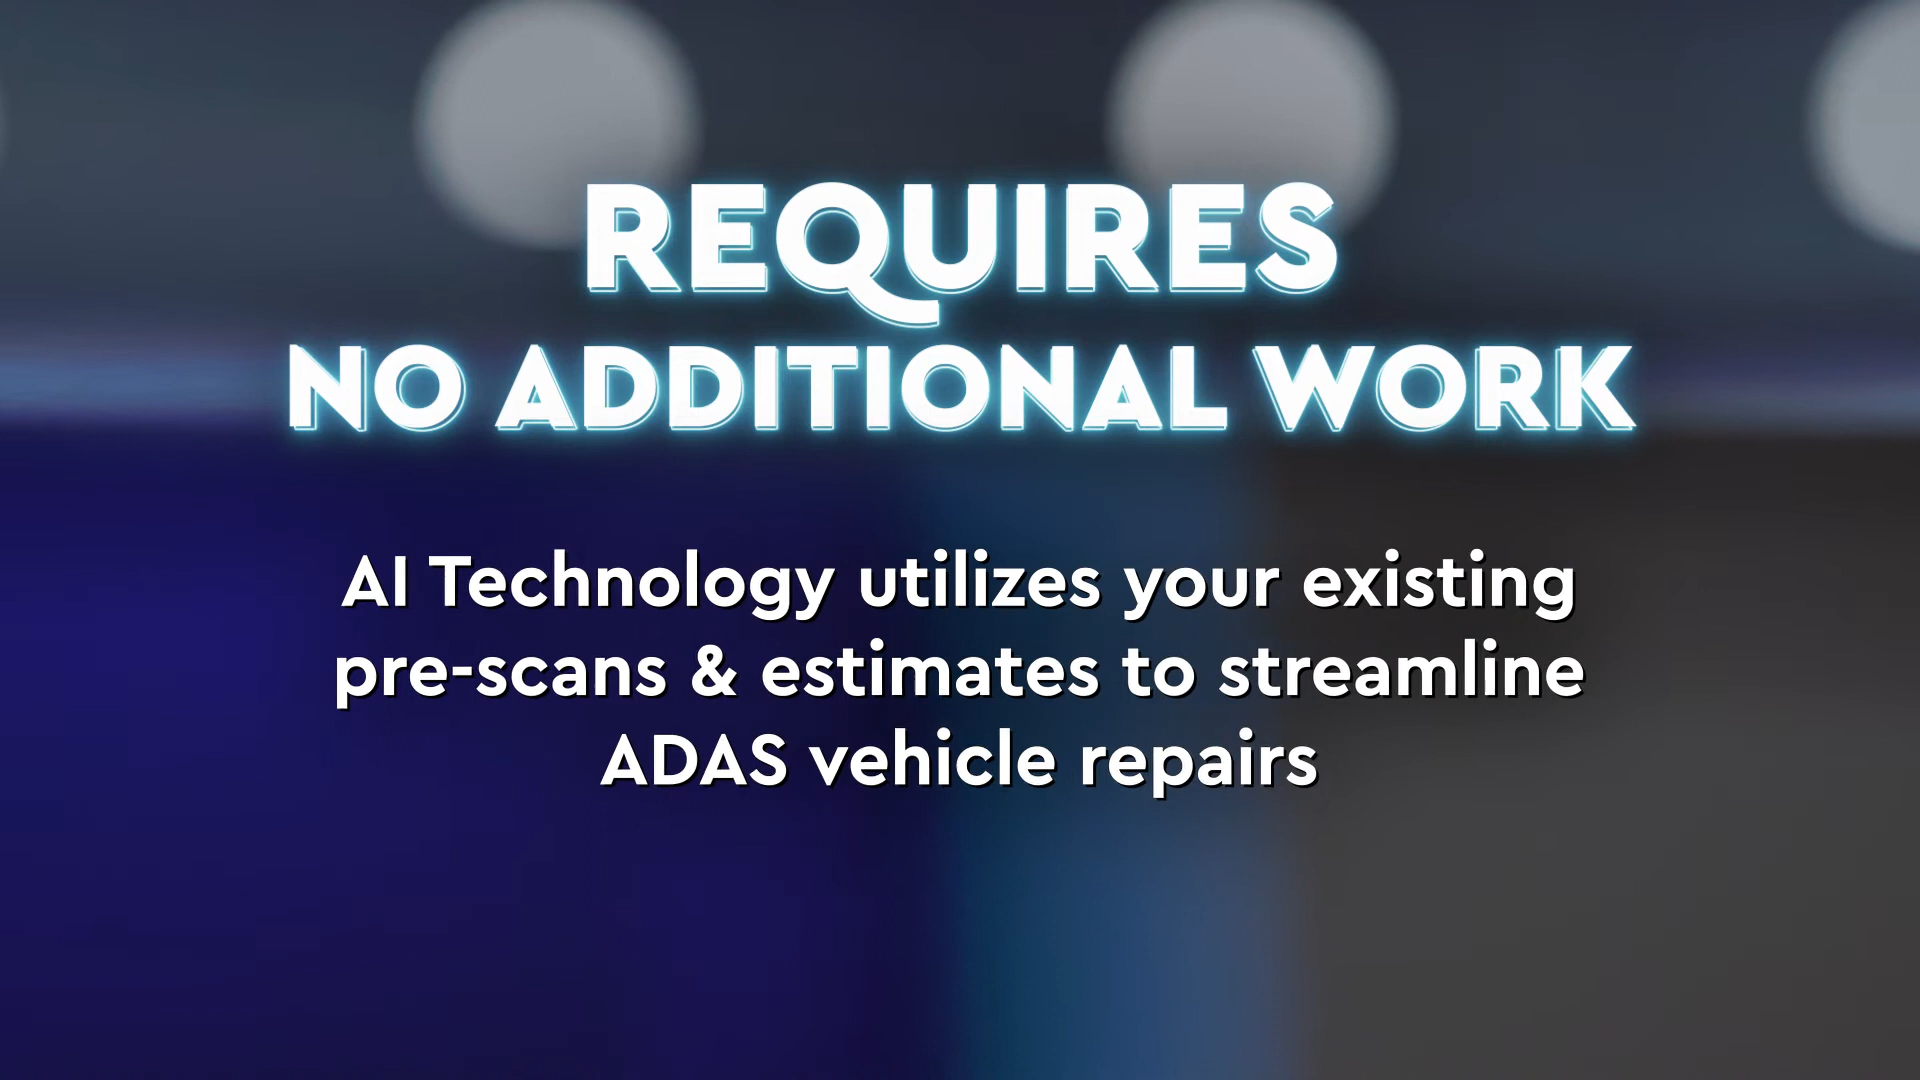 REQUIRES
NO ADDITIONAL WORK
AI Technology utilizes your existing
pre-scans & estimates to streamline
ADAS vehicle repairs